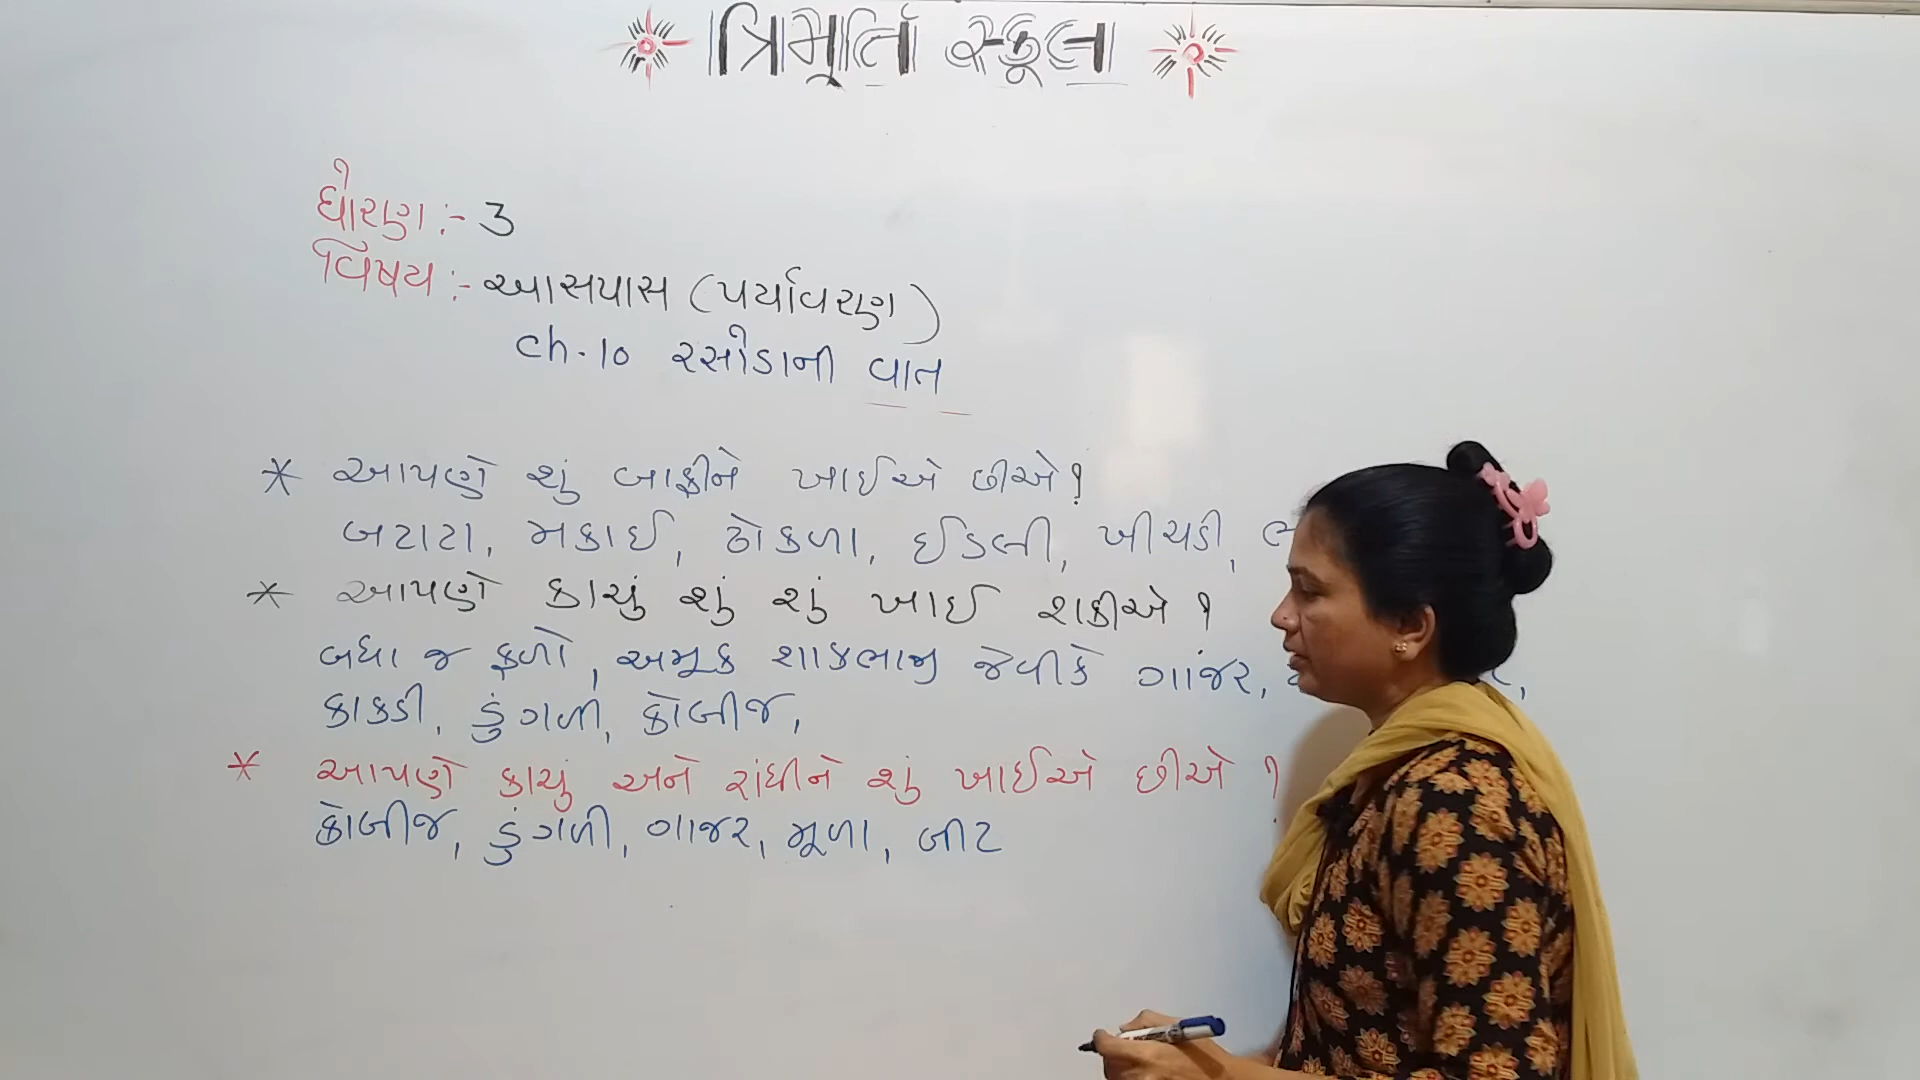 ત્રિમૂર્તિ સ્કૂલ
ધોરણ :- 3
વિષય :- આસપાસ (પર્યાવરણ)
ch. 10 રસોડાની વાત
* આપણે શું બાફીને ખાઈએ છીએ?
બટાટા, મકાઈ, ઢોકળા, ઈડલી, ખીચડી,
* આપણે કાચું શું શું ખાઈ શકીએ ?
બધા જ ફળો, અમૂક શાકભાજી જેવીકે ગાંજર,
કાકડી, ડુંગળી, કોબીજ,
* આપણે કાચું અને રાંધીને શું ખાઈએ છીએ ?
કોબીજ, ડુંગળી, ગાજર, મૂળા, બીટ